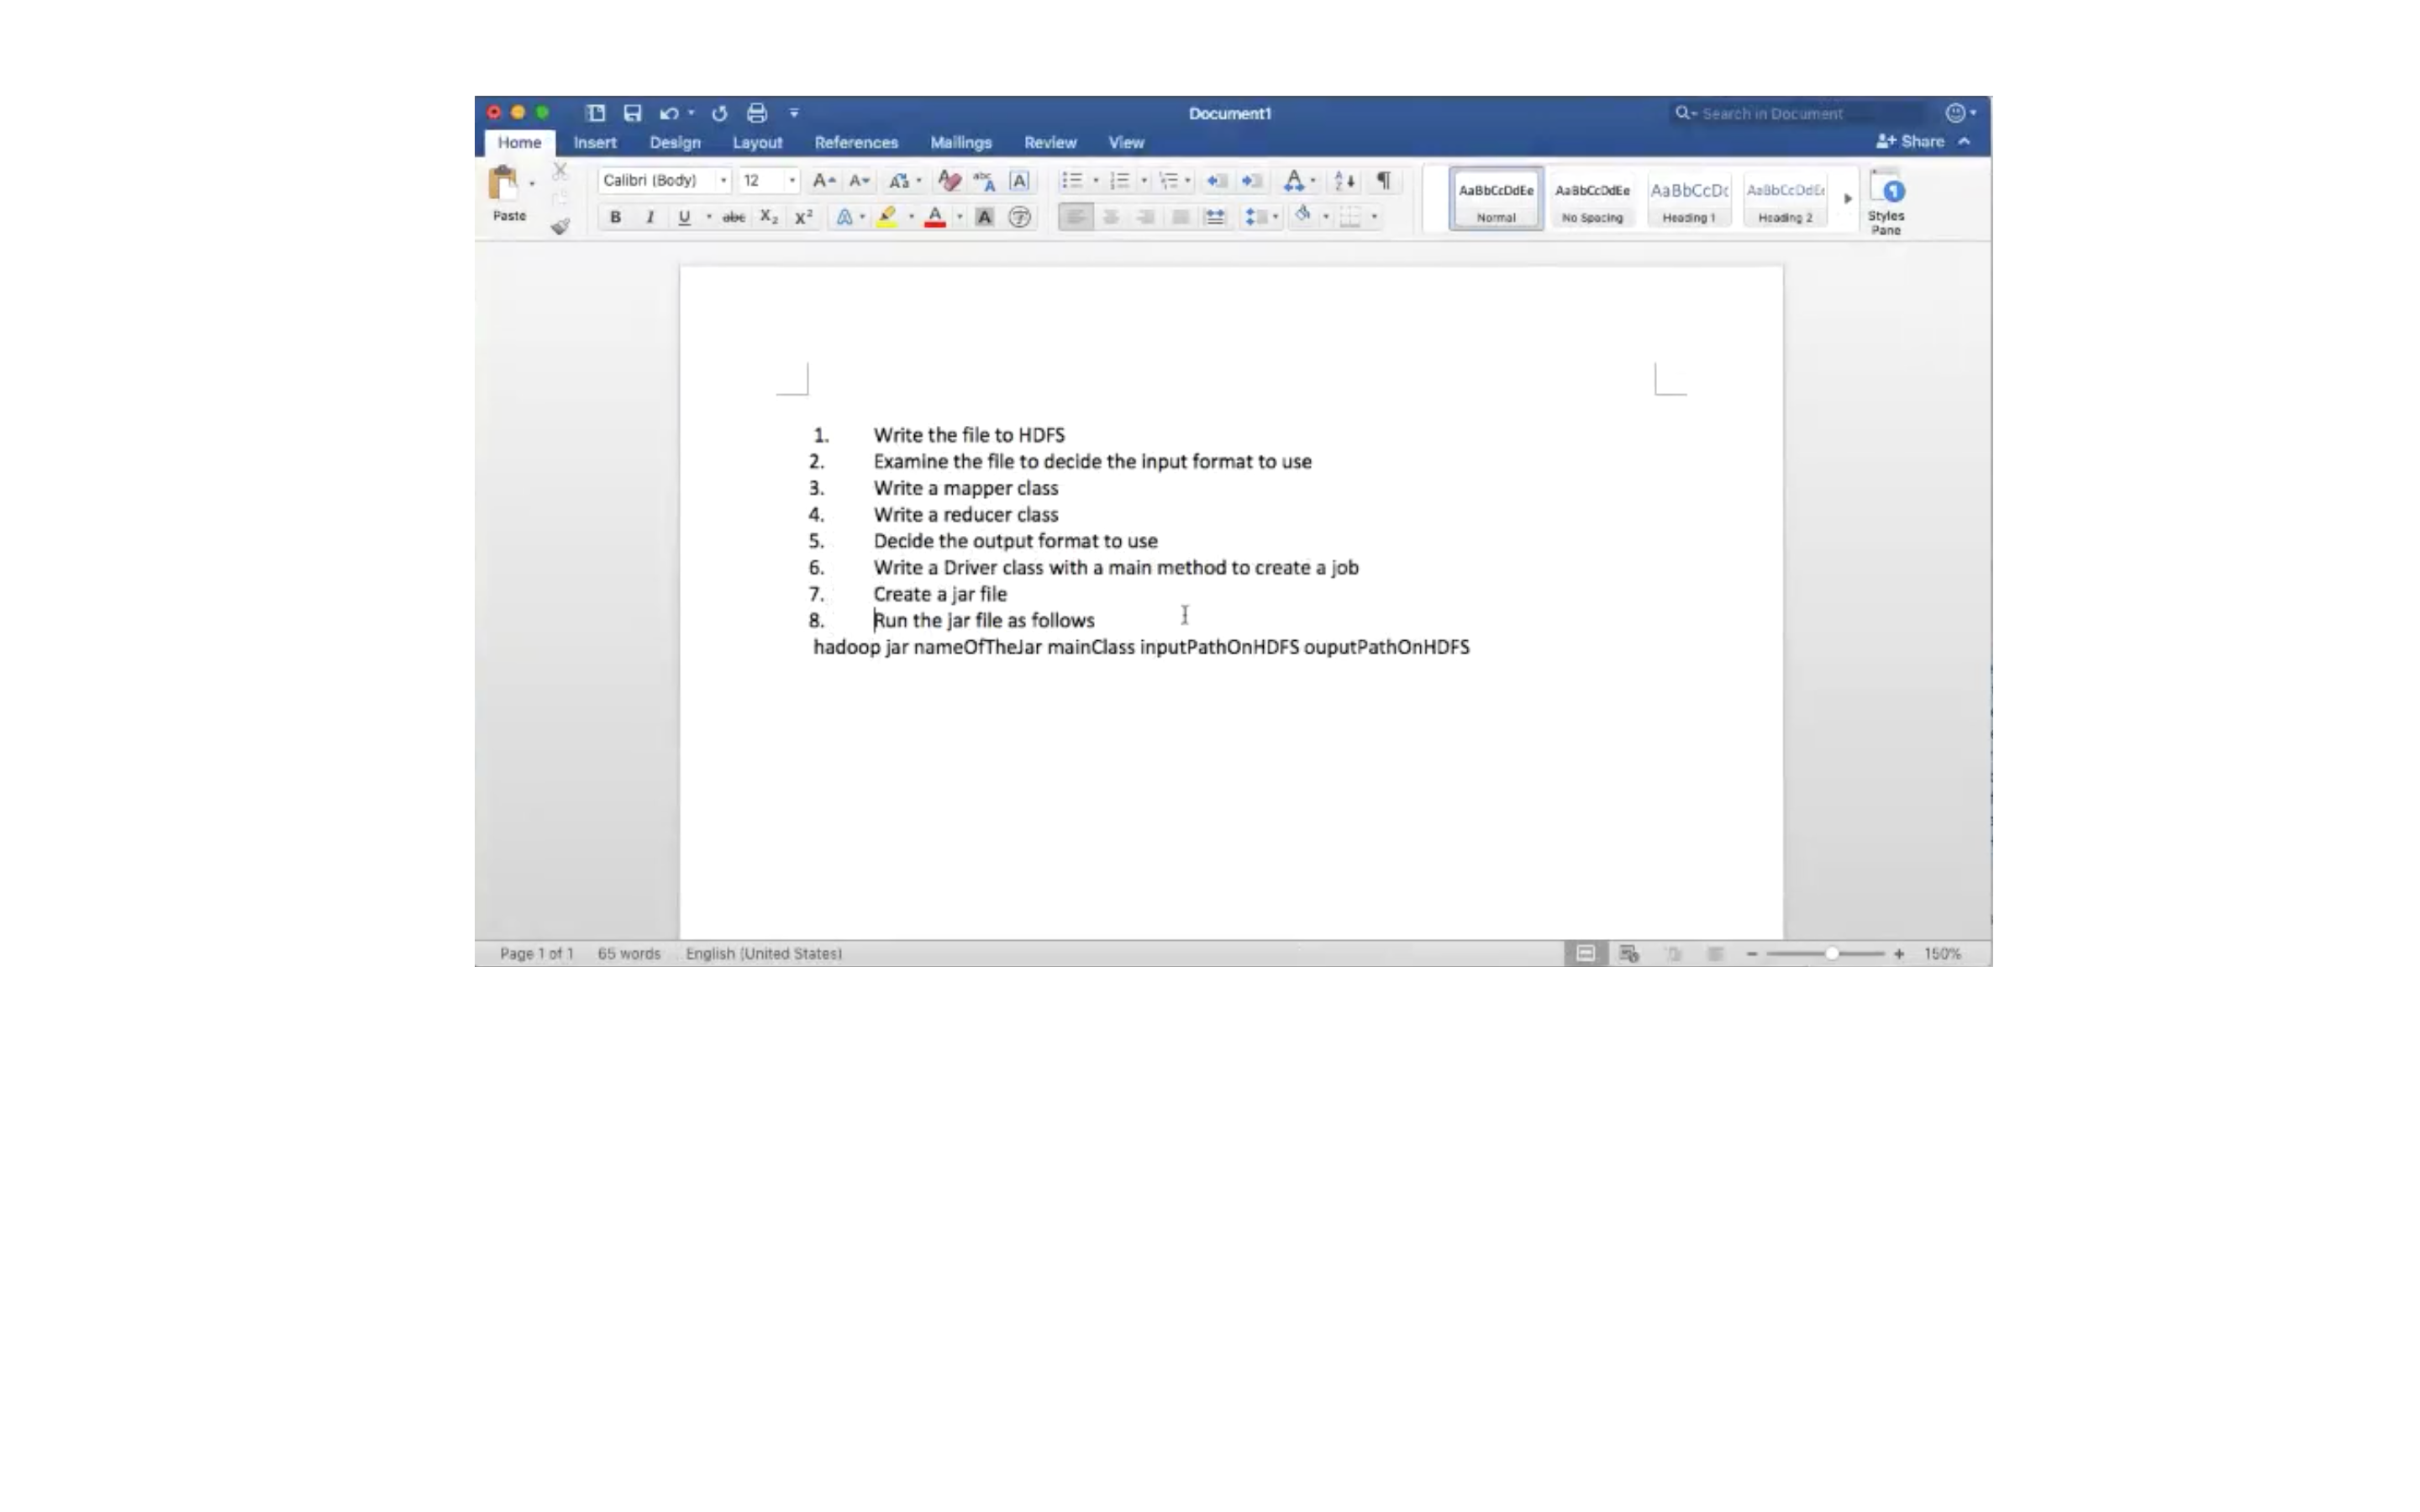 Document1
Search in Document
Home Insert Design Layout References Mailings Review View
Share
Paste
Calibri (Body) 12
AaBbCcDdEe AaBbCcDdEe AaBbCcDc AaBbCcDdEe
Normal No Spacing Heading 1 Heading 2
Styles
Pane
1. Write the file to HDFS
2. Examine the file to decide the input format to use
3. Write a mapper class
4. Write a reducer class
5. Decide the output format to use
6. Write a Driver class with a main method to create a job
7. Create a jar file
8. Run the jar file as follows
hadoop jar nameOfTheJar mainClass inputPathOnHDFS ouputPathOnHDFS
Page 1 of 1 65 words English (United States) 150%